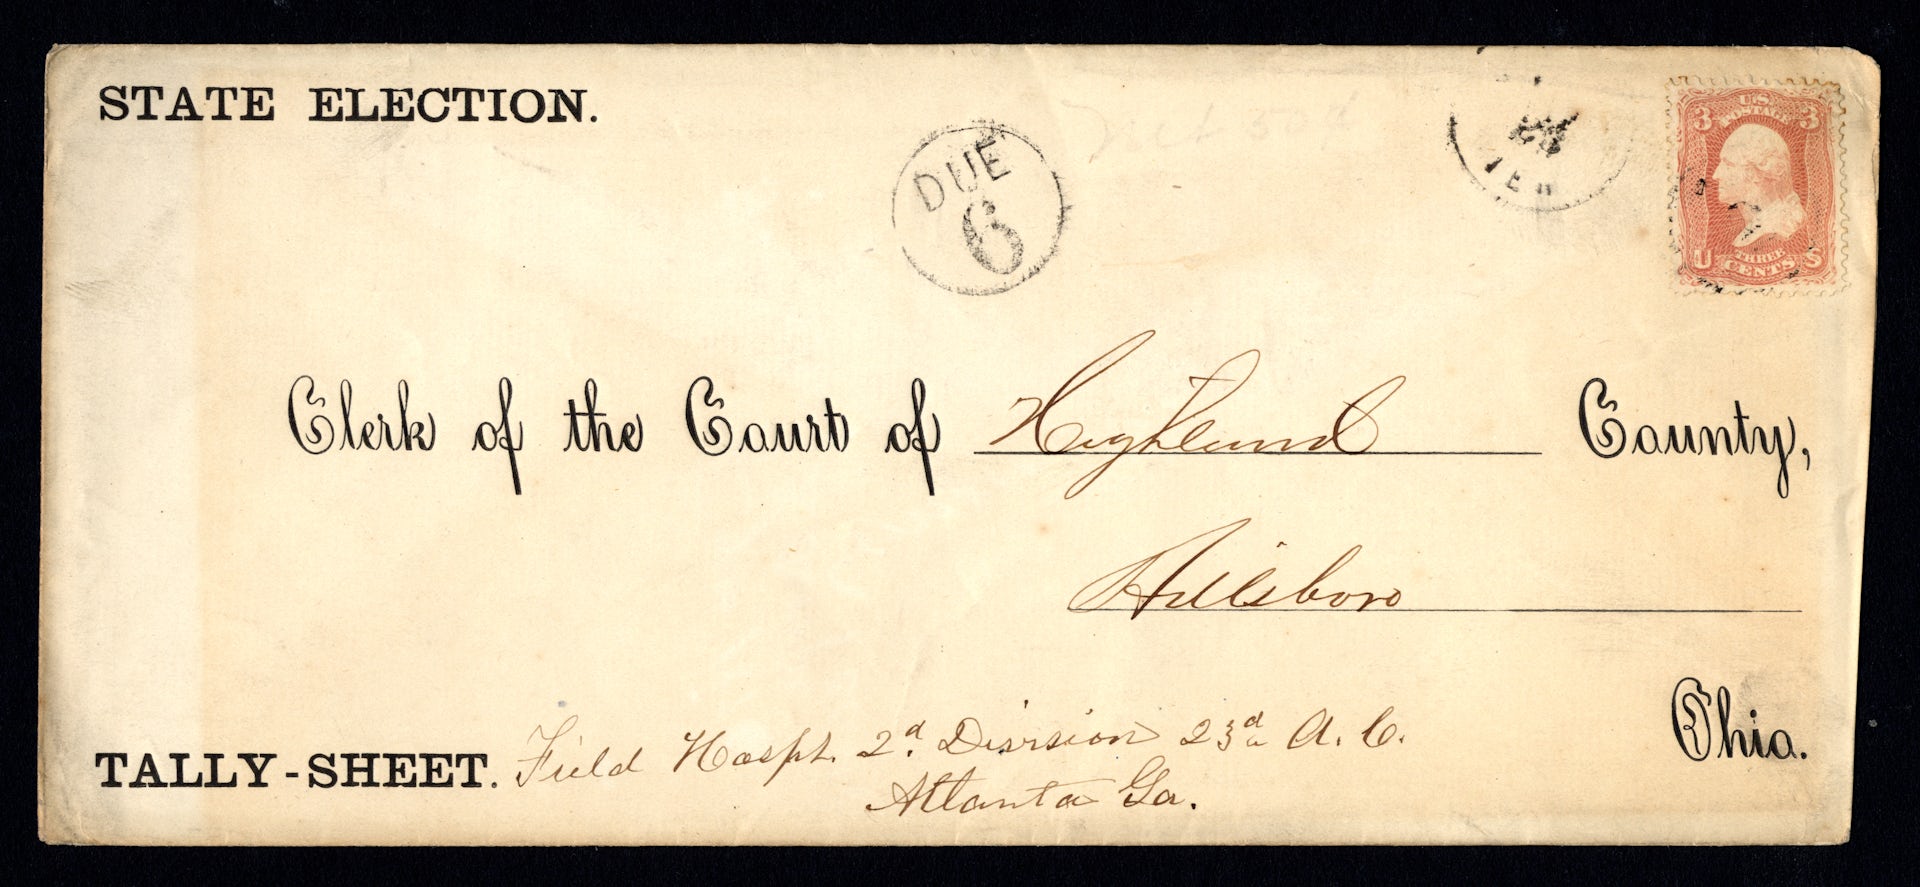 STATE ELECTION.
DUE
6
3 U.S. 3
POSTAGE
U THREE S
CENTS
Clerk of the Court of Highland County,
Hillsboro
Ohio.
TALLY-SHEET. Field Hospt. 2d. Division 23d A. C.
Atlanta Ga.